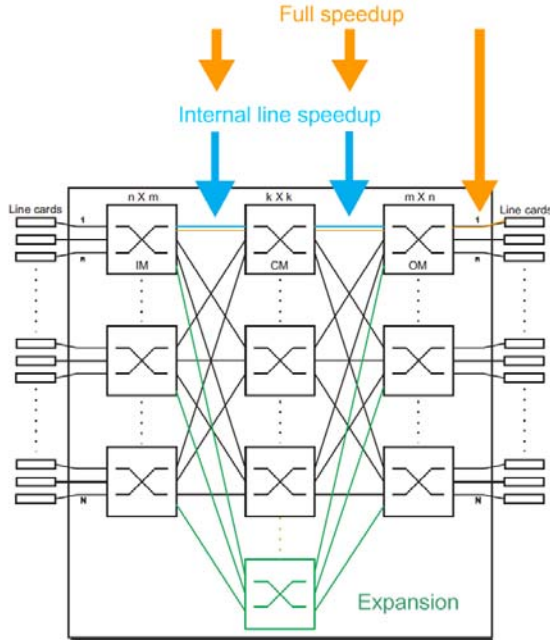 Full speedup
Internal line speedup
n X m
k X k
m X n
Line cards
1
1
Line cards
n
n
IM
CM
OM
N
N
Expansion